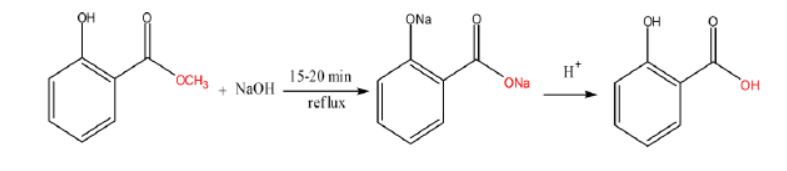 OH
O
OCH3
+ NaOH
15-20 min
reflux
ONa
O
ONa
H+
OH
O
OH